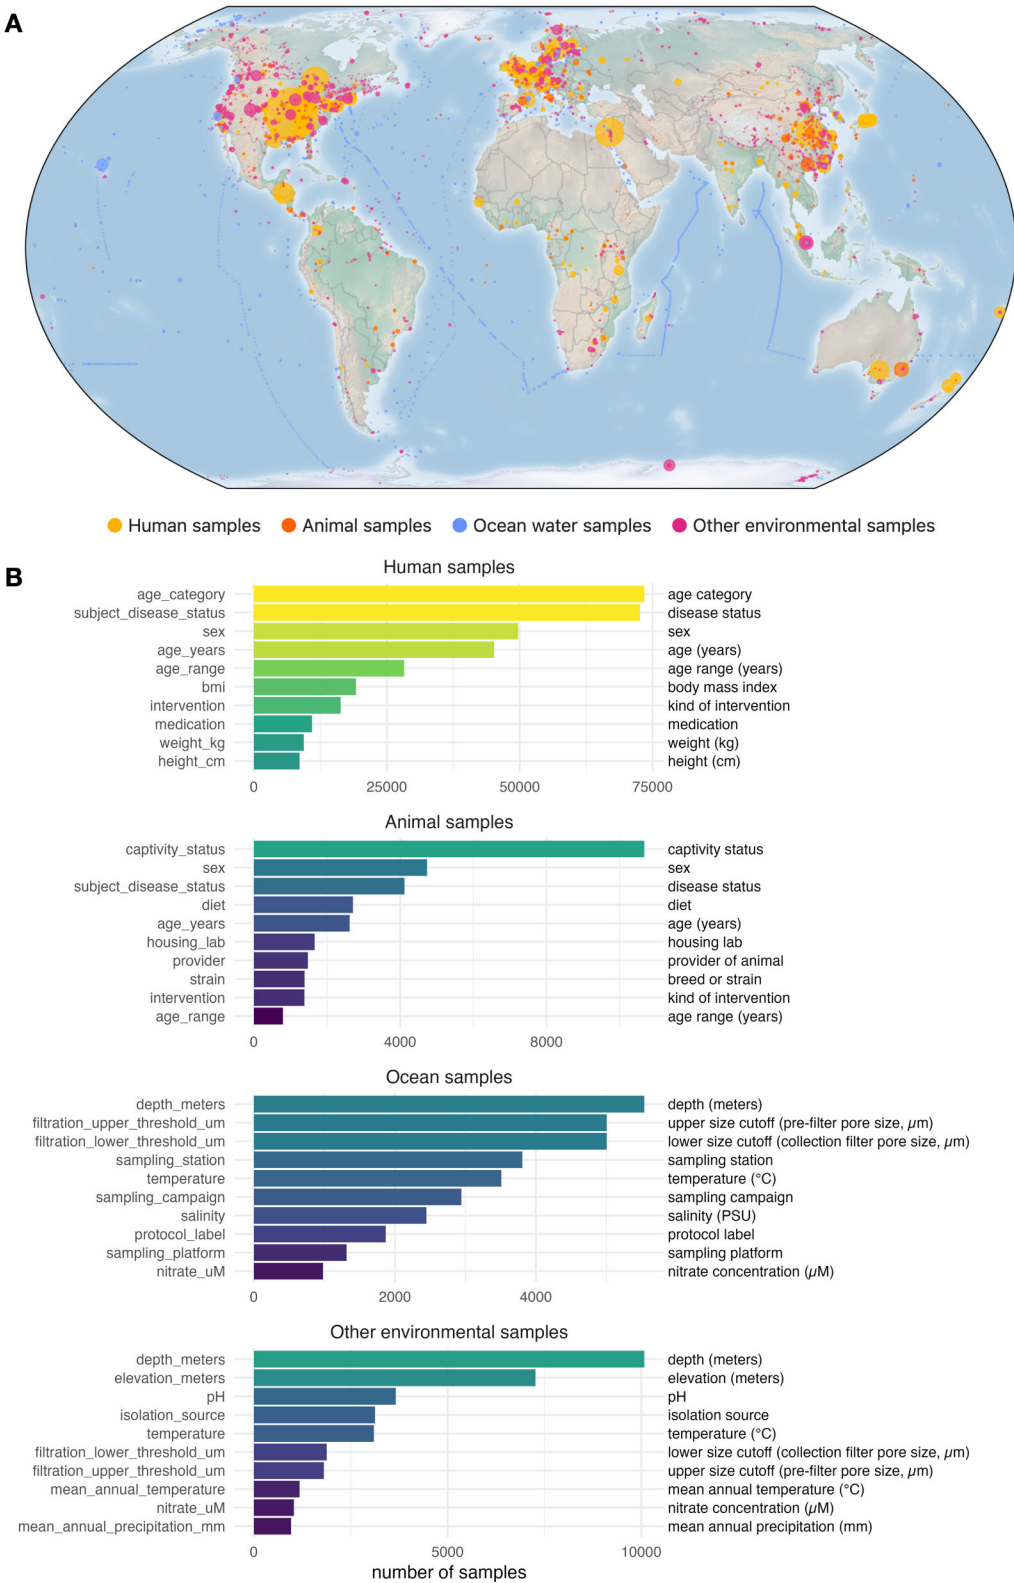 A
Human samples Animal samples Ocean water samples Other environmental samples
B
Human samples
age_category age category
subject_disease_status disease status
sex sex
age_years age (years)
age_range age range (years)
bmi body mass index
intervention kind of intervention
medication medication
weight_kg weight (kg)
height_cm height (cm)
0 25000 50000 75000
Animal samples
captivity_status captivity status
sex sex
subject_disease_status disease status
diet diet
age_years age (years)
housing_lab housing lab
provider provider of animal
strain breed or strain
intervention kind of intervention
age_range age range (years)
0 4000 8000
Ocean samples
depth_meters depth (meters)
filtration_upper_threshold_um upper size cutoff (pre-filter pore size, μm)
filtration_lower_threshold_um lower size cutoff (collection filter pore size, μm)
sampling_station sampling station
temperature temperature (°C)
sampling_campaign sampling campaign
salinity salinity (PSU)
protocol_label protocol label
sampling_platform sampling platform
nitrate_uM nitrate concentration (μM)
0 2000 4000
Other environmental samples
depth_meters depth (meters)
elevation_meters elevation (meters)
pH pH
isolation_source isolation source
temperature temperature (°C)
filtration_lower_threshold_um lower size cutoff (collection filter pore size, μm)
filtration_upper_threshold_um upper size cutoff (pre-filter pore size, μm)
mean_annual_temperature mean annual temperature (°C)
nitrate_uM nitrate concentration (μM)
mean_annual_precipitation_mm mean annual precipitation (mm)
0 5000 10000
number of samples